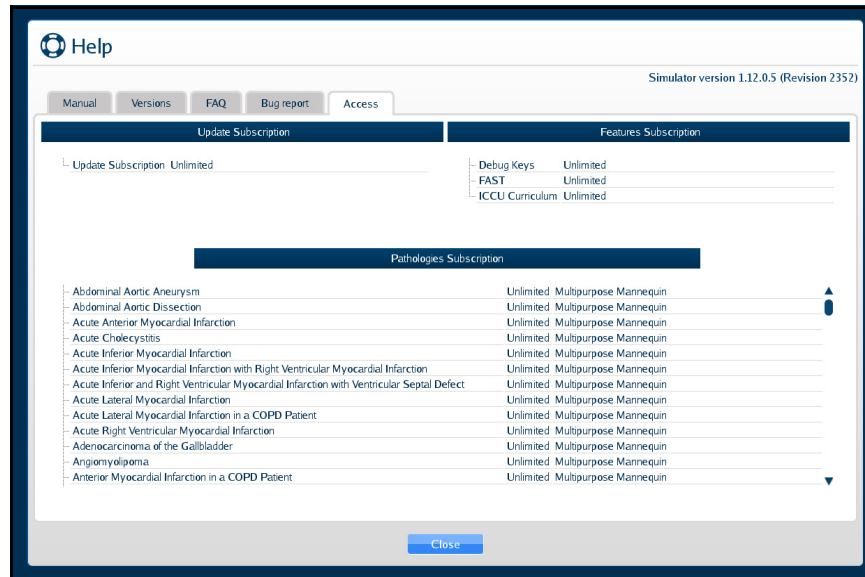 Help
Simulator version 1.12.0.5 (Revision 2352)
Manual Versions FAQ Bug report Access
Update Subscription
Update Subscription Unlimited
Features Subscription
Debug Keys Unlimited
FAST Unlimited
ICCU Curriculum Unlimited
Pathologies Subscription
Abdominal Aortic Aneurysm Unlimited Multipurpose Mannequin
Abdominal Aortic Dissection Unlimited Multipurpose Mannequin
Acute Anterior Myocardial Infarction Unlimited Multipurpose Mannequin
Acute Cholecystitis Unlimited Multipurpose Mannequin
Acute Inferior Myocardial Infarction Unlimited Multipurpose Mannequin
Acute Inferior Myocardial Infarction with Right Ventricular Myocardial Infarction Unlimited Multipurpose Mannequin
Acute Inferior and Right Ventricular Myocardial Infarction with Ventricular Septal Defect Unlimited Multipurpose Mannequin
Acute Lateral Myocardial Infarction Unlimited Multipurpose Mannequin
Acute Lateral Myocardial Infarction in a COPD Patient Unlimited Multipurpose Mannequin
Acute Right Ventricular Myocardial Infarction Unlimited Multipurpose Mannequin
Adenocarcinoma of the Gallbladder Unlimited Multipurpose Mannequin
Angiomyolipoma Unlimited Multipurpose Mannequin
Anterior Myocardial Infarction in a COPD Patient Unlimited Multipurpose Mannequin
Close